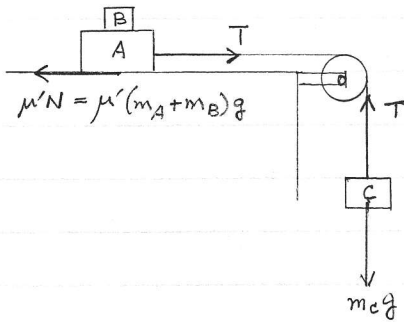 B
A
T
μ'N = μ'(m_A + m_B)g
T
C
m_c g